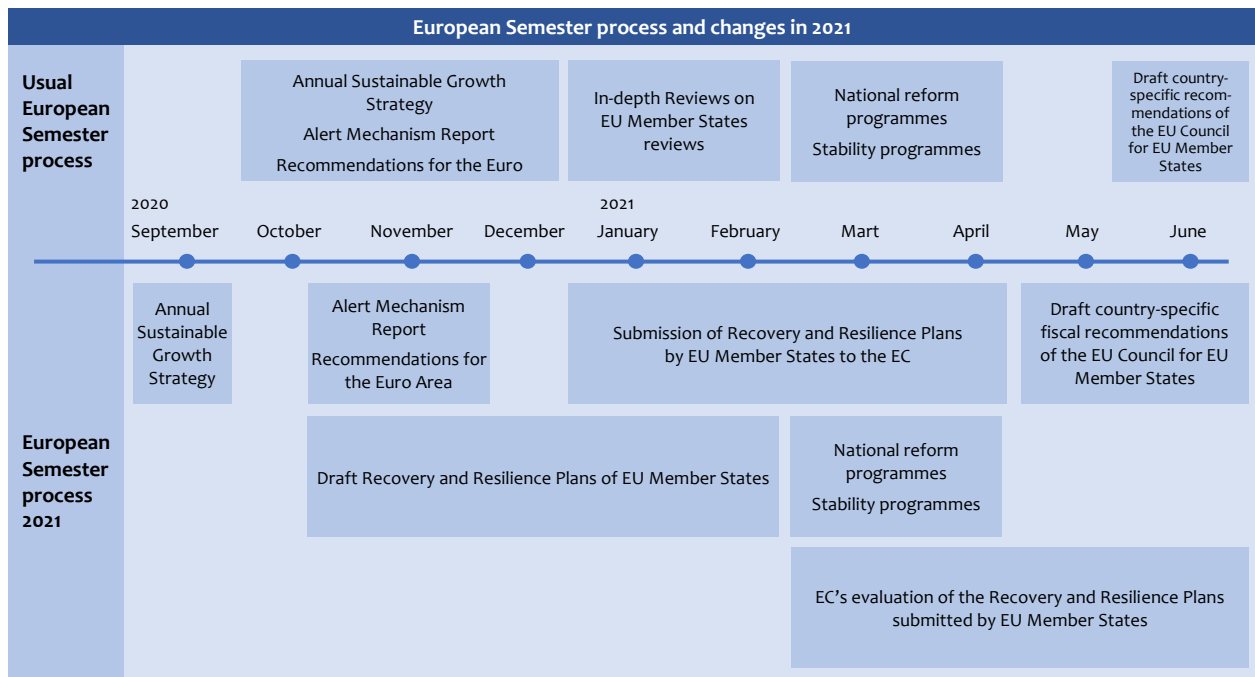 European Semester process and changes in 2021
Usual
European
Semester
process
Annual Sustainable Growth
Strategy
Alert Mechanism Report
Recommendations for the Euro
In-depth Reviews on
EU Member States
reviews
National reform
programmes
Stability programmes
Draft country-
specific recom-
mendations of
the EU Council
for EU Member
States
2020
2021
September
October
November
December
January
February
Mart
April
May
June
Annual
Sustainable
Growth
Strategy
Alert Mechanism
Report
Recommendations for
the Euro Area
Submission of Recovery and Resilience Plans
by EU Member States to the EC
Draft country-specific
fiscal recommendations
of the EU Council for EU
Member States
European
Semester
process
2021
Draft Recovery and Resilience Plans of EU Member States
National reform
programmes
Stability programmes
EC’s evaluation of the Recovery and Resilience Plans
submitted by EU Member States